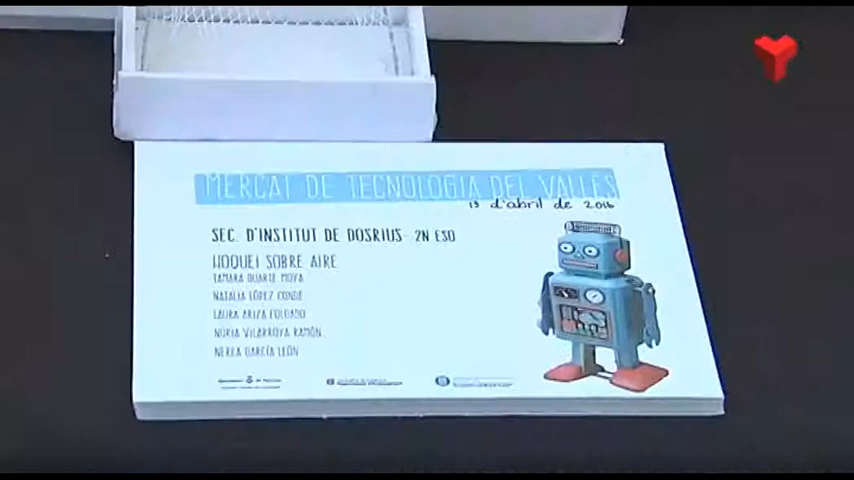 MERCAT DE TECNOLOGIA DEL VALLÈS
13 d'abril de 2016
SEC. D'INSTITUT DE DOSRIUS - 2N ESO
HOQUEI SOBRE AIRE
TAMARA DUARTE MOYA
NATALIA LÓPEZ CONDE
LAURA ARIZA FOLGADO
NÚRIA VILARROYA RAMÓN
NEREA GARCÍA LEÓN